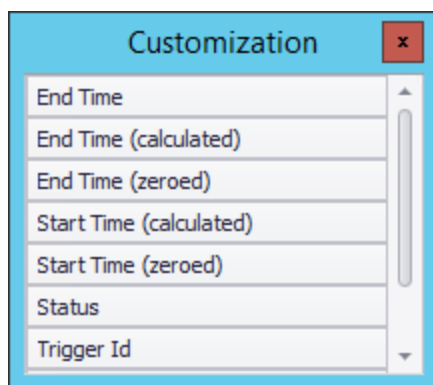 Customization
x
End Time
End Time (calculated)
End Time (zeroed)
Start Time (calculated)
Start Time (zeroed)
Status
Trigger Id